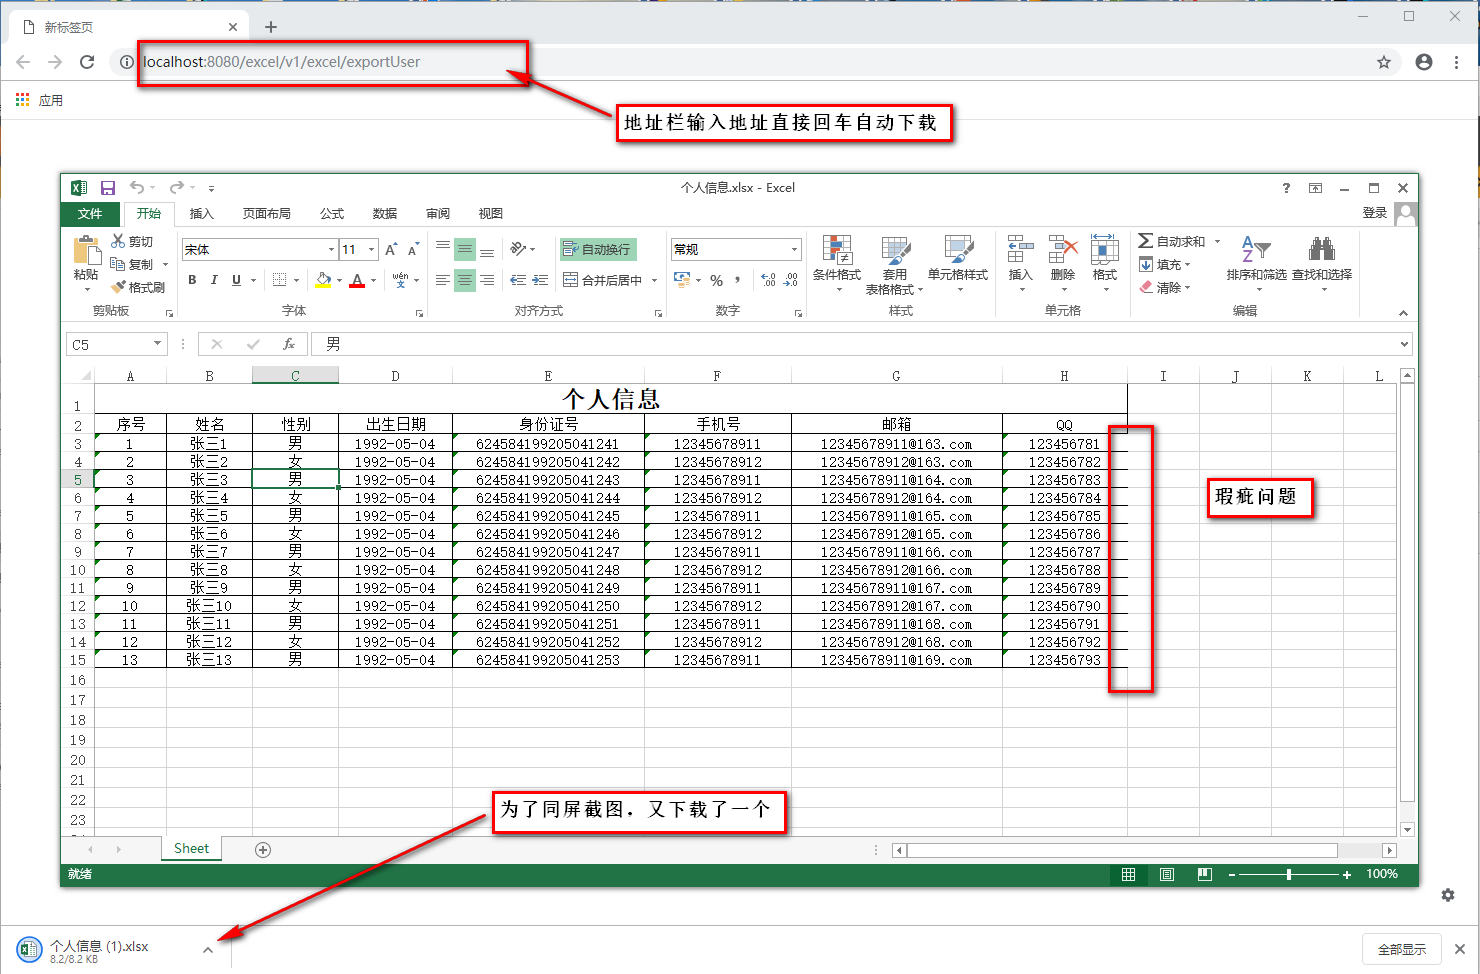 新标签页
localhost:8080/excel/v1/excel/exportUser
应用
地址栏输入地址直接回车自动下载
个人信息.xlsx - Excel
文件 开始 插入 页面布局 公式 数据 审阅 视图 登录
粘贴 剪切 复制 格式刷 剪贴板
宋体 11 A A
B I U A wén 文 字体
自动换行
合并后居中 对齐方式
常规
% , .00 数字
条件格式 套用表格格式 单元格样式 样式
插入 删除 格式 单元格
自动求和 填充 清除 排序和筛选 查找和选择 编辑
C5 fx 男
A B C D E F G H I J K L
1 个人信息
2 序号 姓名 性别 出生日期 身份证号 手机号 邮箱 QQ
3 1 张三1 男 1992-05-04 624584199205041241 12345678911 12345678911@163.com 123456781
4 2 张三2 女 1992-05-04 624584199205041242 12345678912 12345678912@163.com 123456782
5 3 张三3 男 1992-05-04 624584199205041243 12345678911 12345678911@164.com 123456783
6 4 张三4 女 1992-05-04 624584199205041244 12345678912 12345678912@164.com 123456784
7 5 张三5 男 1992-05-04 624584199205041245 12345678911 12345678911@165.com 123456785
8 6 张三6 女 1992-05-04 624584199205041246 12345678912 12345678912@165.com 123456786
9 7 张三7 男 1992-05-04 624584199205041247 12345678911 12345678911@166.com 123456787
10 8 张三8 女 1992-05-04 624584199205041248 12345678912 12345678912@166.com 123456788
11 9 张三9 男 1992-05-04 624584199205041249 12345678911 12345678911@167.com 123456789
12 10 张三10 女 1992-05-04 624584199205041250 12345678912 12345678912@167.com 123456790
13 11 张三11 男 1992-05-04 624584199205041251 12345678911 12345678911@168.com 123456791
14 12 张三12 女 1992-05-04 624584199205041252 12345678912 12345678912@168.com 123456792
15 13 张三13 男 1992-05-04 624584199205041253 12345678911 12345678911@169.com 123456793
瑕疵问题
16
17
18
19
20
21
22
23
为了同屏截图，又下载了一个
Sheet
就绪 100%
个人信息 (1).xlsx
8.2/8.2 KB
全部显示